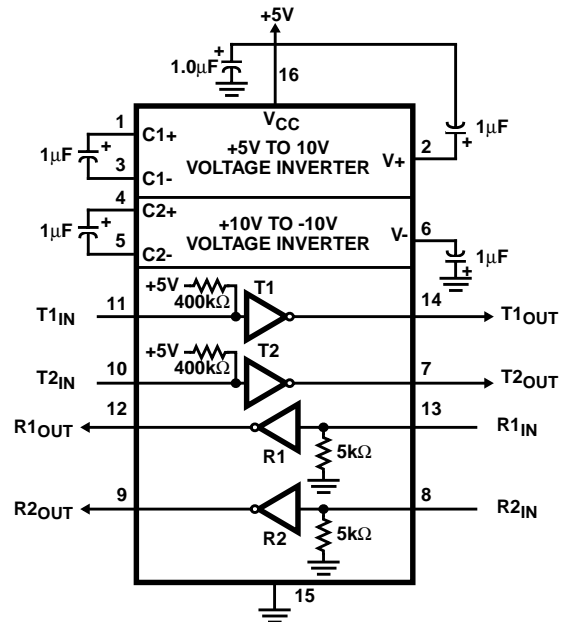 +5V
+
1.0μF
16
VCC
1
C1+
1μF
+
3
C1-
+5V TO 10V
VOLTAGE INVERTER
V+
2
1μF
+
4
C2+
1μF
+
5
C2-
+10V TO -10V
VOLTAGE INVERTER
V-
6
1μF
+
T1IN
11
+5V
400kΩ
T1
14
T1OUT
T2IN
10
+5V
400kΩ
T2
7
T2OUT
R1OUT
12
R1
5kΩ
13
R1IN
R2OUT
9
R2
5kΩ
8
R2IN
15